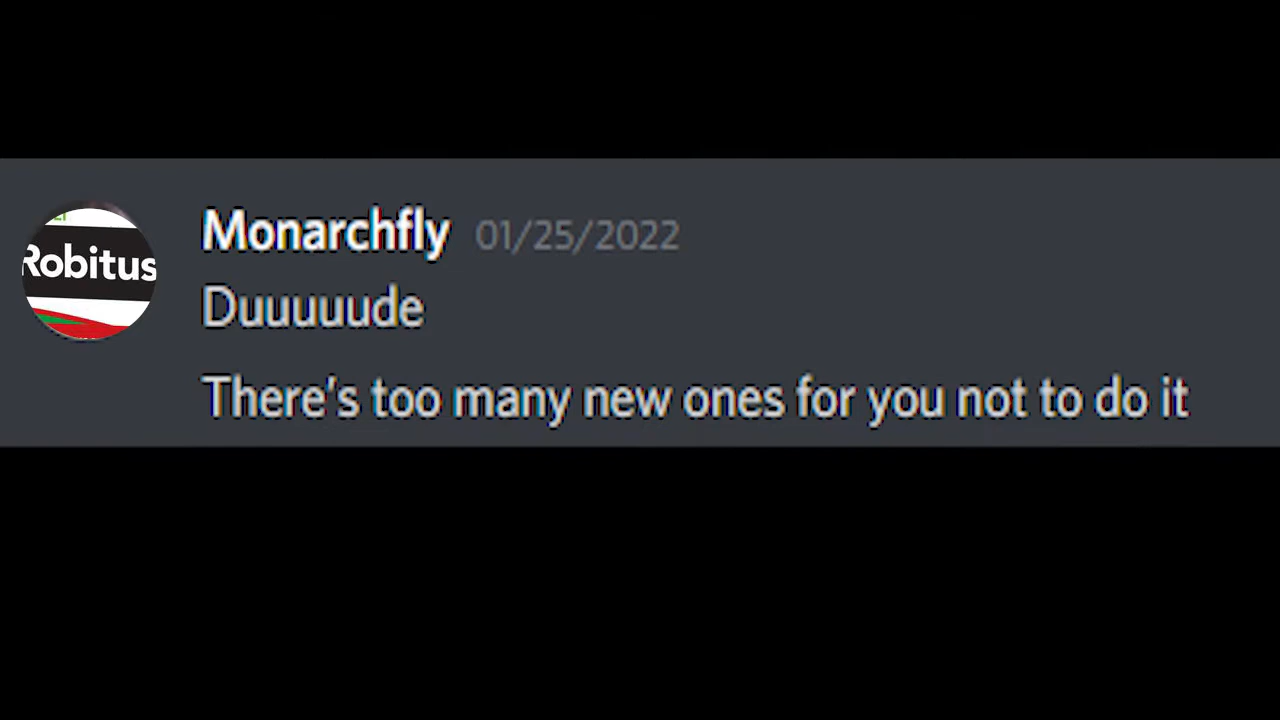 Robitus
Monarchfly 01/25/2022
Duuuuude
There's too many new ones for you not to do it